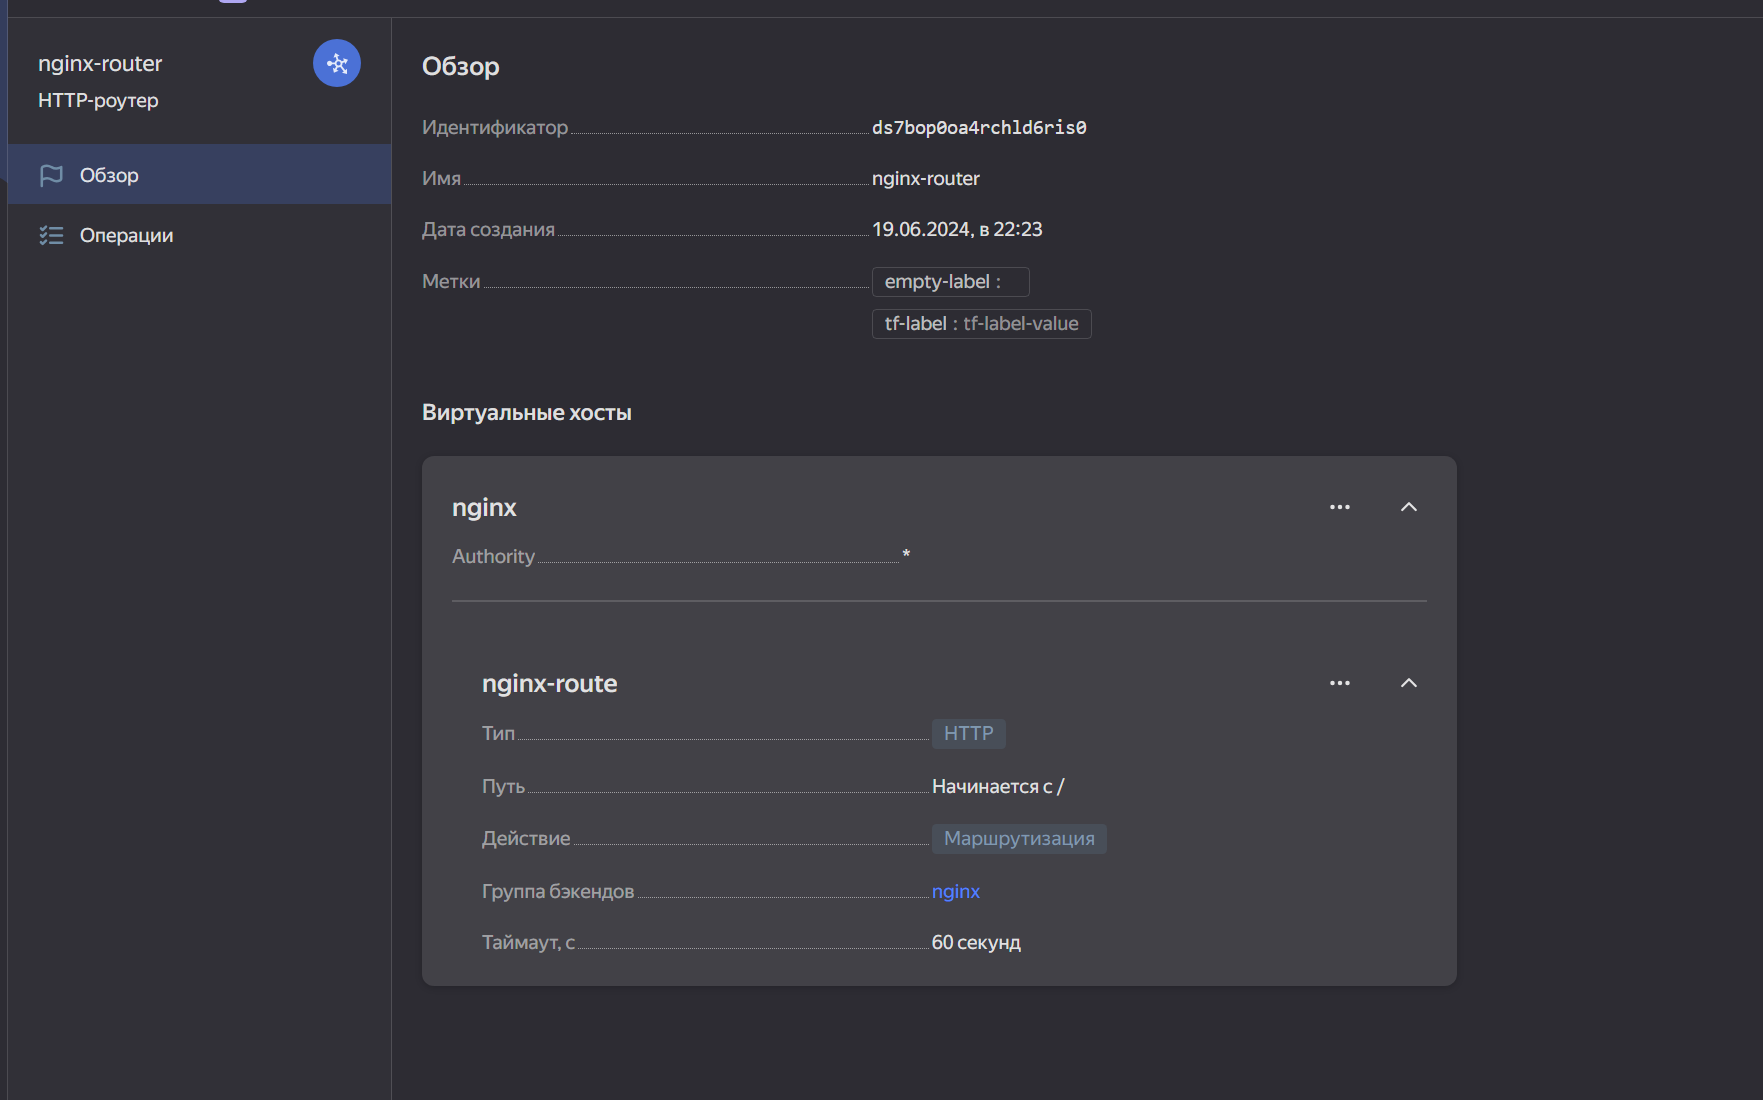 nginx-router
HTTP-роутер
Обзор
Операции
Обзор
Идентификатор ds7bop0oa4rchld6ris0
Имя nginx-router
Дата создания 19.06.2024, в 22:23
Метки empty-label :
tf-label : tf-label-value
Виртуальные хосты
nginx
Authority *
nginx-route
Тип HTTP
Путь Начинается с /
Действие Маршрутизация
Группа бэкендов nginx
Таймаут, с 60 секунд